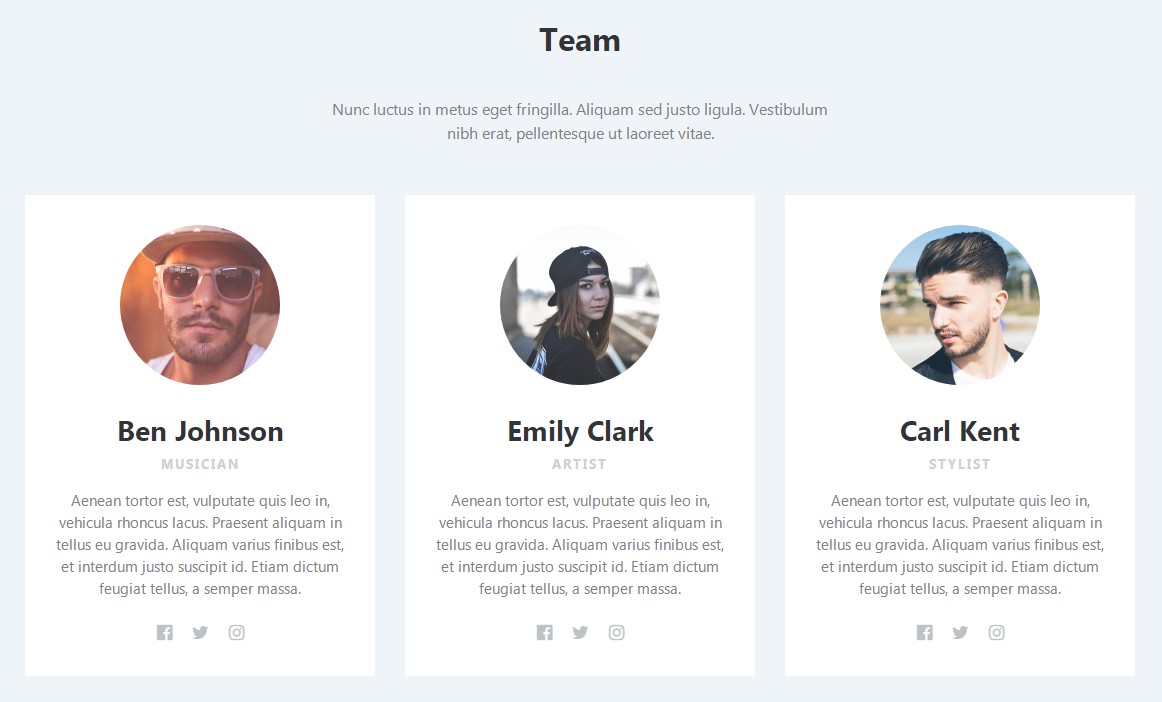 Team
Nunc luctus in metus eget fringilla. Aliquam sed justo ligula. Vestibulum
nibh erat, pellentesque ut laoreet vitae.
Ben Johnson
MUSICIAN
Aenean tortor est, vulputate quis leo in,
vehicula rhoncus lacus. Praesent aliquam in
tellus eu gravida. Aliquam varius finibus est,
et interdum justo suscipit id. Etiam dictum
feugiat tellus, a semper massa.
Emily Clark
ARTIST
Aenean tortor est, vulputate quis leo in,
vehicula rhoncus lacus. Praesent aliquam in
tellus eu gravida. Aliquam varius finibus est,
et interdum justo suscipit id. Etiam dictum
feugiat tellus, a semper massa.
Carl Kent
STYLIST
Aenean tortor est, vulputate quis leo in,
vehicula rhoncus lacus. Praesent aliquam in
tellus eu gravida. Aliquam varius finibus est,
et interdum justo suscipit id. Etiam dictum
feugiat tellus, a semper massa.